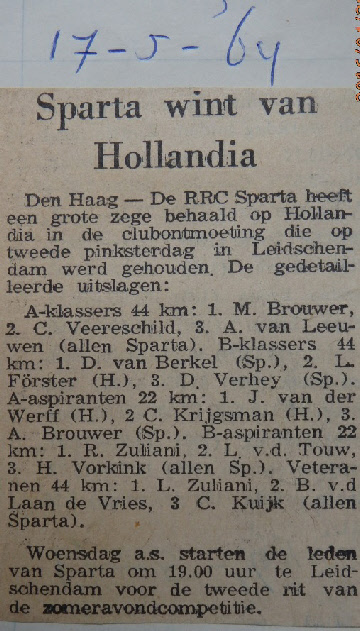 17-5-'64
Sparta wint van
Hollandia
Den Haag — De RRC Sparta heeft
een grote zege behaald op Hollan-
dia in de clubontmoeting die op
tweede pinksterdag in Leidschen-
dam werd gehouden. De gedetail-
leerde uitslagen:
A-klassers 44 km: 1. M. Brouwer,
2. C. Veereschild, 3. A. van Leeu-
wen (allen Sparta). B-klassers 44
km: 1. D. van Berkel (Sp.), 2. L.
Förster (H.), 3. D. Verhey (Sp.).
A-aspiranten 22 km: 1. J. van der
Werff (H.), 2 C. Krijgsman (H.), 3.
A. Brouwer (Sp.). B-aspiranten 22
km: 1. R. Zuliani, 2. L. v.d. Touw,
3. H. Vorkink (allen Sp.). Vetera-
nen 44 km: 1. L. Zuliani, 2. B. v.d
Laan de Vries, 3 C. Kuijk (allen
Sparta).
Woensdag a.s. starten de leden
van Sparta om 19.00 uur te Leid-
schendam voor de tweede rit van
de zomeravondcompetitie.